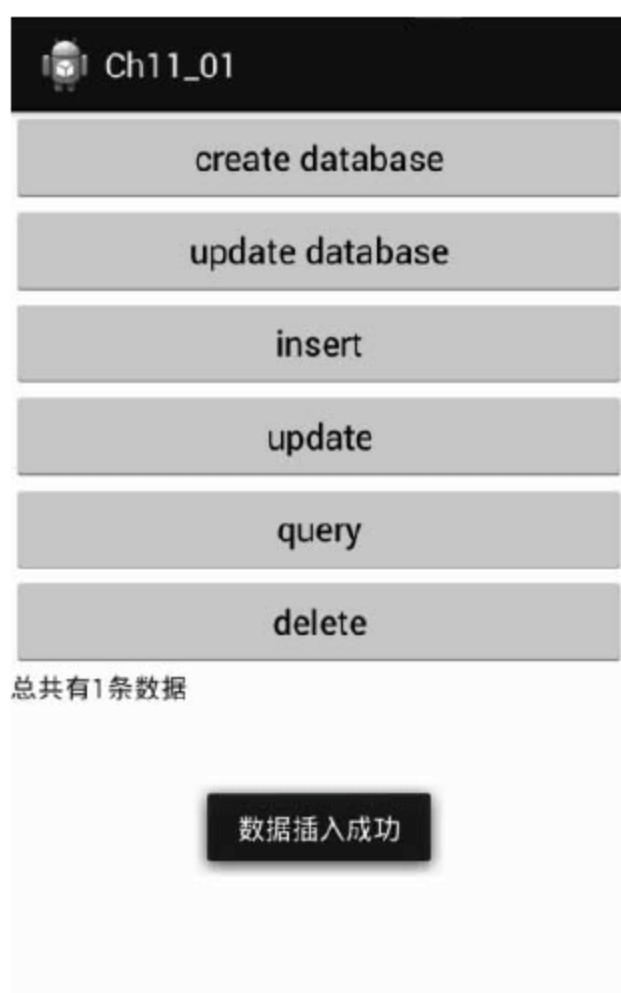 Ch11_01
create database
update database
insert
update
query
delete
总共有1条数据
数据插入成功